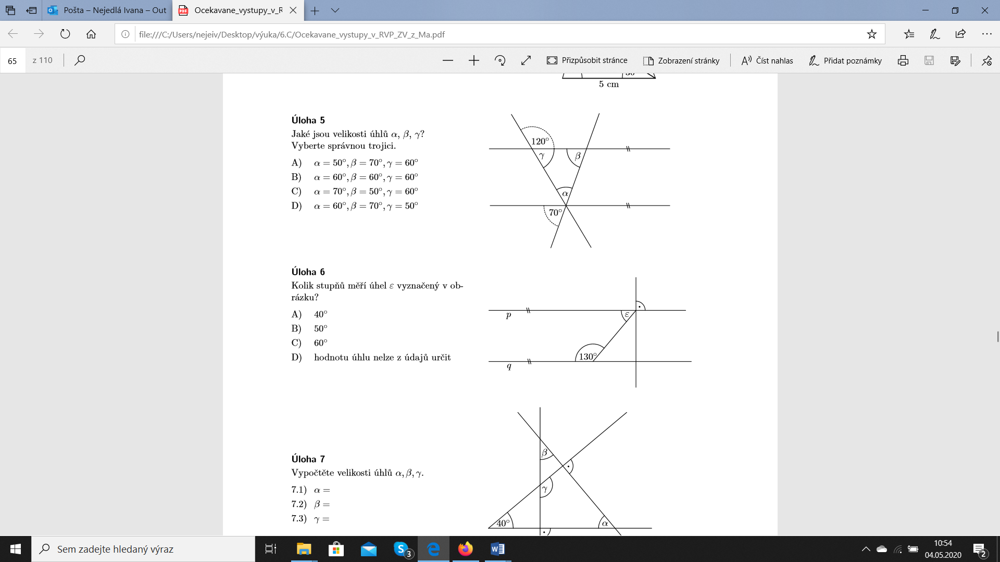 Pošta – Nejedlá Ivana – Out
Ocekavane_vystupy_v_R
file:///C:/Users/nejeiv/Desktop/výuka/6.C/Ocekavane_vystupy_v_RVP_ZV_z_Ma.pdf
65 z 110
Přizpůsobit stránce
Zobrazení stránky
Číst nahlas
Přidat poznámky
5 cm
Úloha 5
Jaké jsou velikosti úhlů α, β, γ?
Vyberte správnou trojici.
A) α = 50°, β = 70°, γ = 60°
B) α = 60°, β = 60°, γ = 60°
C) α = 70°, β = 50°, γ = 60°
D) α = 60°, β = 70°, γ = 50°
120°
γ
β
α
70°
Úloha 6
Kolik stupňů měří úhel ε vyznačený v ob-
rázku?
A) 40°
B) 50°
C) 60°
D) hodnotu úhlu nelze z údajů určit
p
ε
130°
q
Úloha 7
Vypočtěte velikosti úhlů α, β, γ.
7.1) α =
7.2) β =
7.3) γ =
β
γ
40°
α
Sem zadejte hledaný výraz
3
10:54
04.05.2020
2